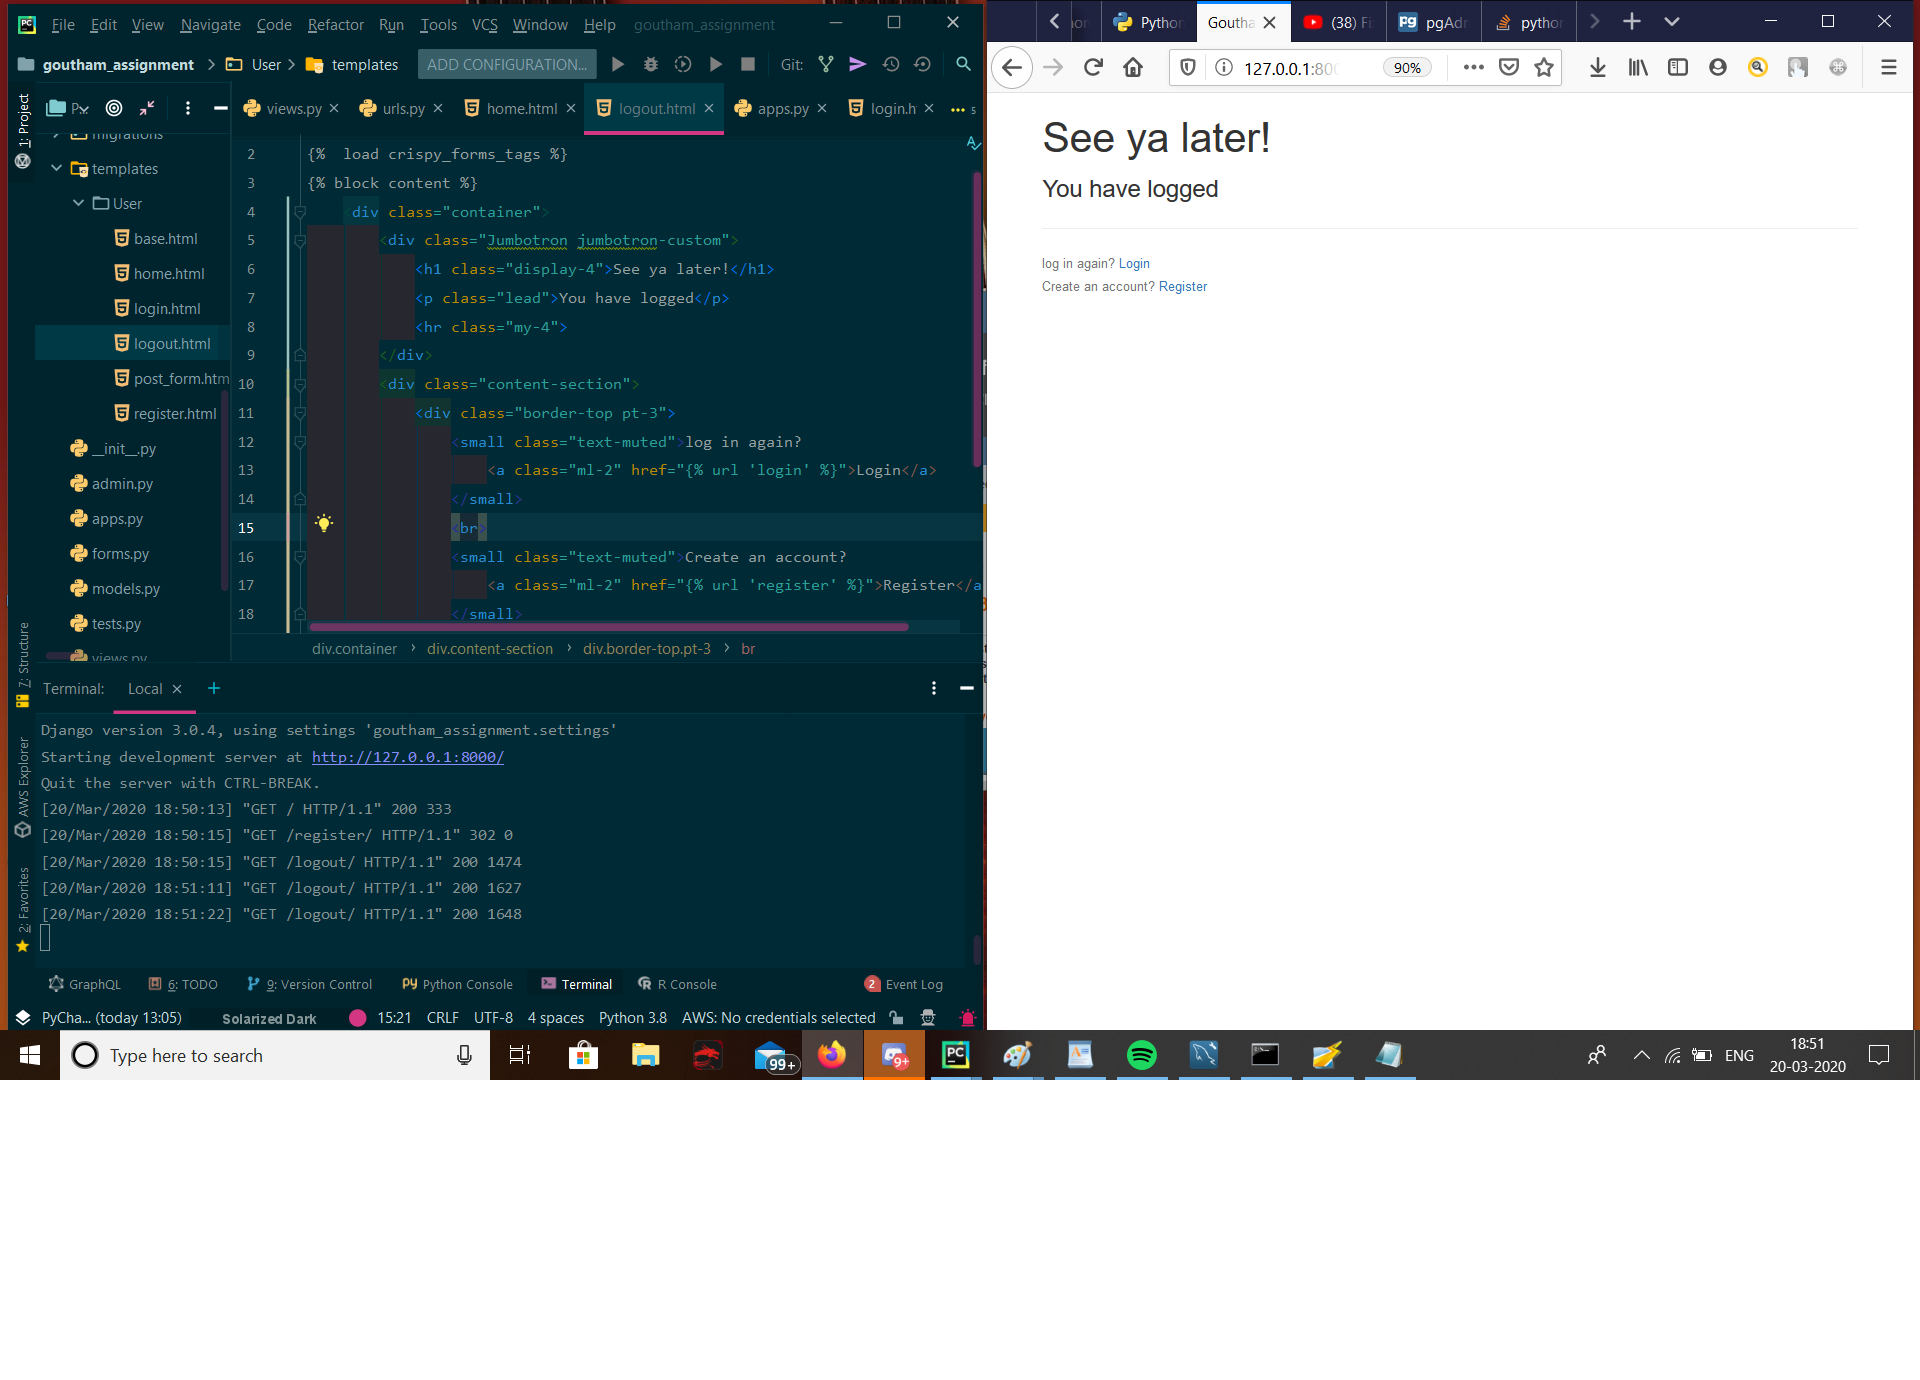 File Edit View Navigate Code Refactor Run Tools VCS Window Help goutham_assignment
goutham_assignment User templates ADD CONFIGURATION... Git:
views.py urls.py home.html logout.html apps.py login.h
1: Project
migrations
templates
User
base.html
home.html
login.html
logout.html
post_form.htm
register.html
__init__.py
admin.py
apps.py
forms.py
models.py
tests.py
views.py
2 {%  load crispy_forms_tags %}
3 {% block content %}
4 <div class="container">
5 <div class="Jumbotron jumbotron-custom">
6 <h1 class="display-4">See ya later!</h1>
7 <p class="lead">You have logged</p>
8 <hr class="my-4">
9 </div>
10 <div class="content-section">
11 <div class="border-top pt-3">
12 <small class="text-muted">log in again?
13 <a class="ml-2" href="{% url 'login' %}">Login</a>
14 </small>
15 <br>
16 <small class="text-muted">Create an account?
17 <a class="ml-2" href="{% url 'register' %}">Register</a
18 </small>
div.container div.content-section div.border-top.pt-3 br
7: Structure
AWS Explorer
2: Favorites
Terminal: Local
Django version 3.0.4, using settings 'goutham_assignment.settings'
Starting development server at http://127.0.0.1:8000/
Quit the server with CTRL-BREAK.
[20/Mar/2020 18:50:13] "GET / HTTP/1.1" 200 333
[20/Mar/2020 18:50:15] "GET /register/ HTTP/1.1" 302 0
[20/Mar/2020 18:50:15] "GET /logout/ HTTP/1.1" 200 1474
[20/Mar/2020 18:51:11] "GET /logout/ HTTP/1.1" 200 1627
[20/Mar/2020 18:51:22] "GET /logout/ HTTP/1.1" 200 1648
GraphQL 6: TODO 9: Version Control Python Console Terminal R Console 2 Event Log
PyCha... (today 13:05) Solarized Dark 15:21 CRLF UTF-8 4 spaces Python 3.8 AWS: No credentials selected
Python Goutha (38) Fi pgAdr python
127.0.0.1:800 90%
See ya later!
You have logged
log in again? Login
Create an account? Register
Type here to search 99+ 9+ PC ENG
18:51
20-03-2020